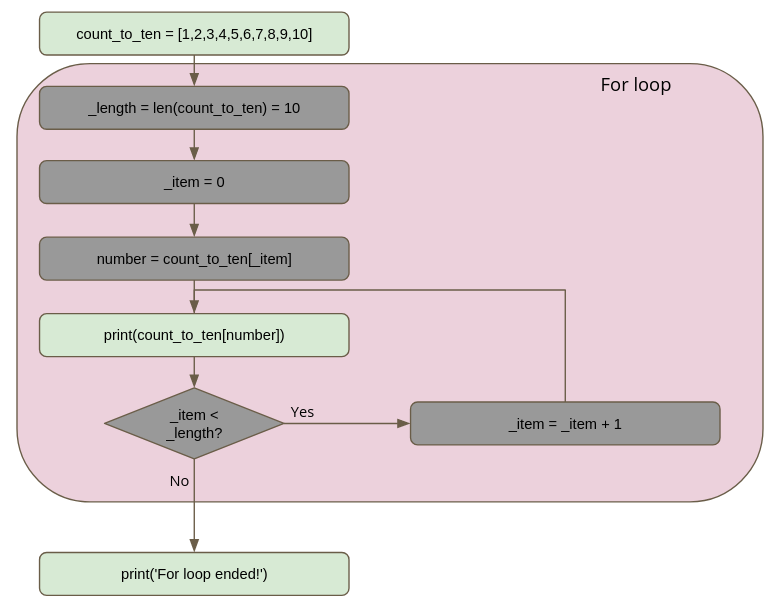 count_to_ten = [1,2,3,4,5,6,7,8,9,10]
For loop
_length = len(count_to_ten) = 10
_item = 0
number = count_to_ten[_item]
print(count_to_ten[number])
_item <
_length?
Yes
_item = _item + 1
No
print('For loop ended!')